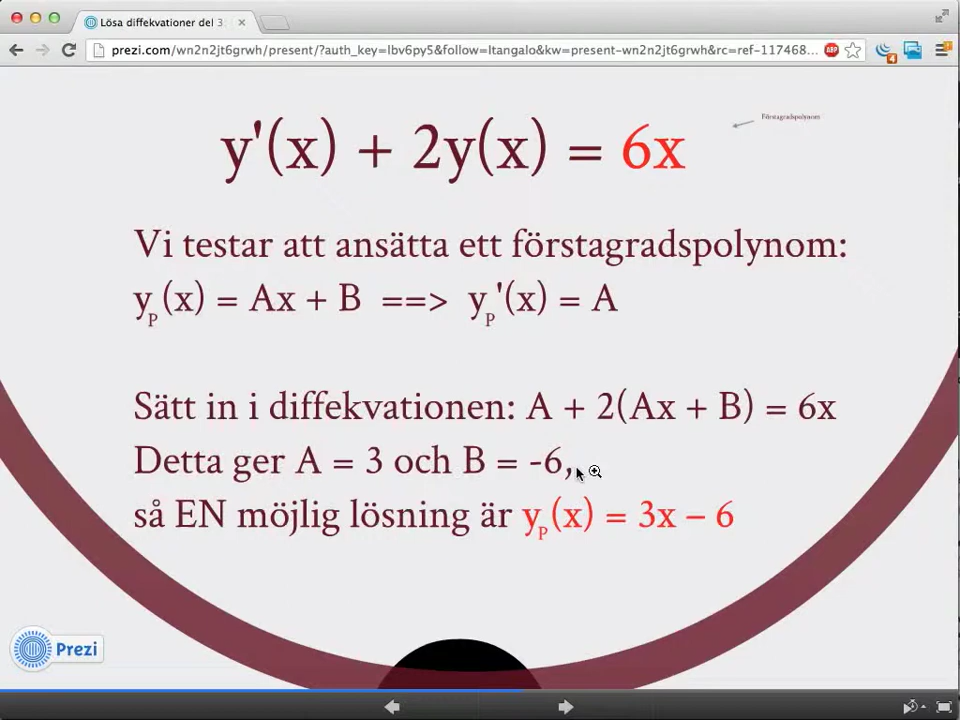 Lösa diffekvationer del 3
prezi.com/wn2n2jt6grwh/present/?auth_key=lbv6py5&follow=ltangalo&kw=present-wn2n2jt6grwh&rc=ref-117468...
ABP
4
y'(x) + 2y(x) = 6x
Förstagradspolynom
Vi testar att ansätta ett förstagradspolynom:
yₚ(x) = Ax + B ==> yₚ'(x) = A
Sätt in i diffekvationen: A + 2(Ax + B) = 6x
Detta ger A = 3 och B = -6,
så EN möjlig lösning är yₚ(x) = 3x – 6
Prezi